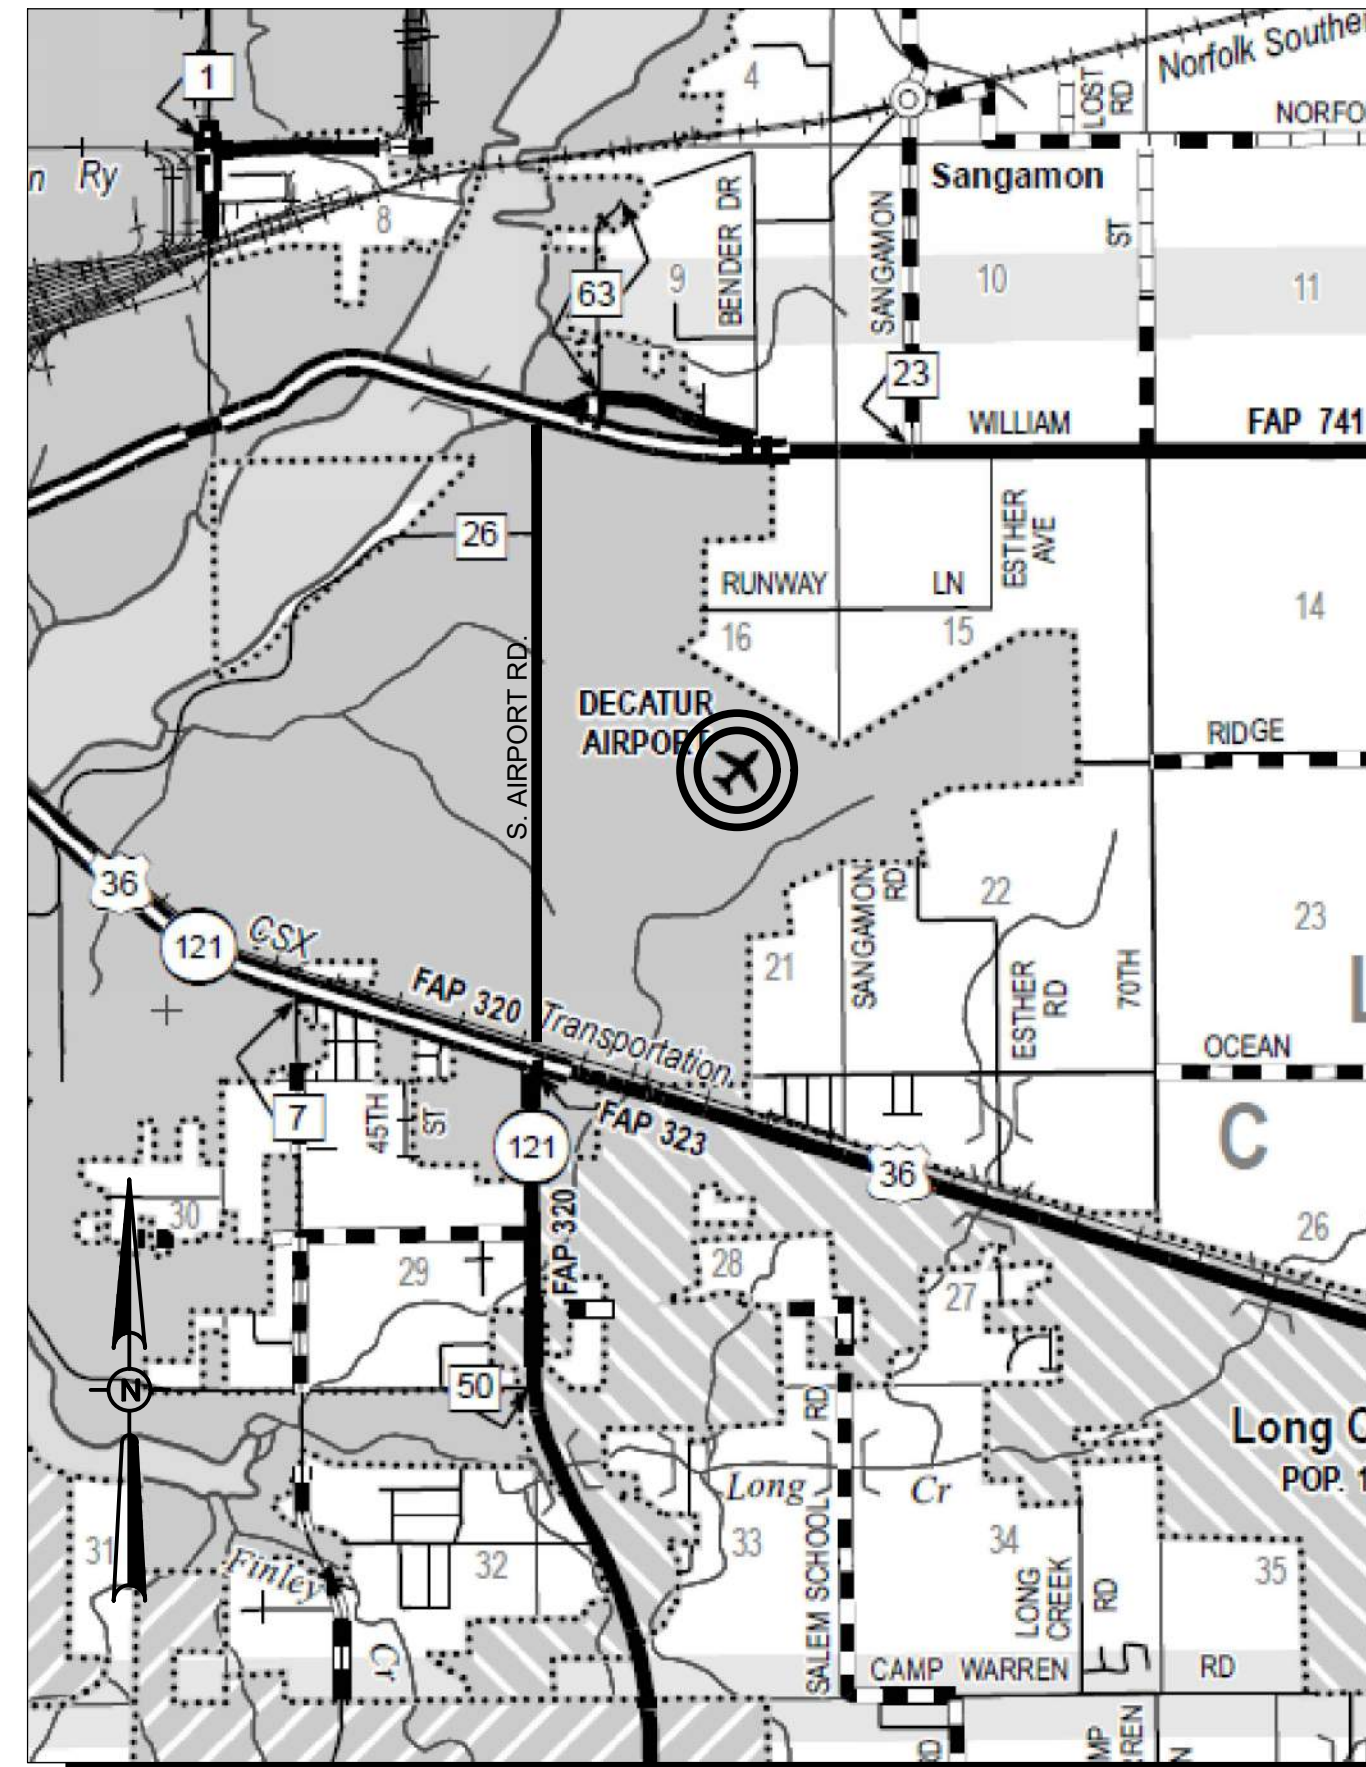 1
4
Norfolk Southe
LOST
RD
NORFO
n Ry
8
Sangamon
BENDER DR
SANGAMON
ST
9
63
10
11
23
WILLIAM
FAP 741
26
ESTHER
AVE
RUNWAY LN
14
16
15
S. AIRPORT RD.
DECATUR
AIRPORT
RIDGE
36
121
CSX
SANGAMON
RD
22
23
21
FAP 320
Transportation
ESTHER
RD
70TH
L
OCEAN
7
45TH
ST
FAP 323
121
36
C
30
FAP-320
29
28
27
26
N
50
RD
Long C
POP. 1
Long Cr
31
Finley
Cr
32
33
SALEM SCHOOL
34
LONG
CREEK
RD
35
CAMP WARREN RD
RD
MP
RREN
N